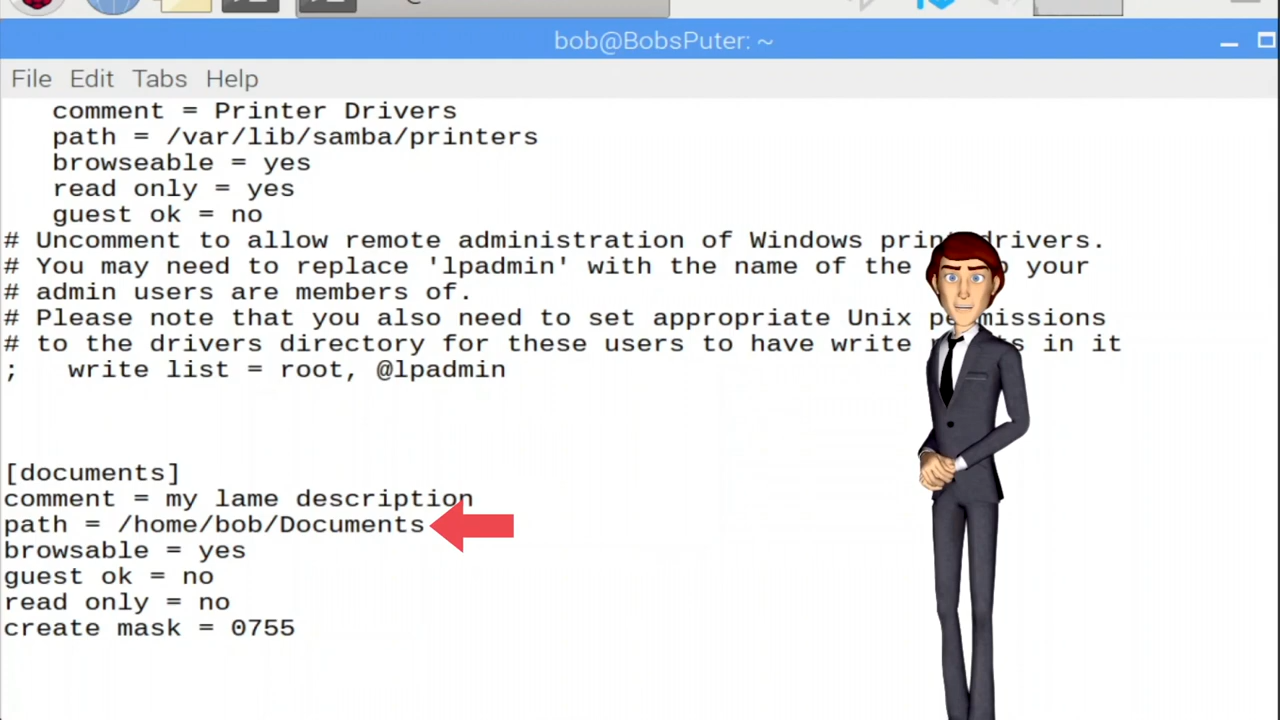 bob@BobsPuter: ~
File Edit Tabs Help
comment = Printer Drivers
path = /var/lib/samba/printers
browseable = yes
read only = yes
guest ok = no
# Uncomment to allow remote administration of Windows print drivers.
# You may need to replace 'lpadmin' with the name of the your
# admin users are members of.
# Please note that you also need to set appropriate Unix permissions
# to the drivers directory for these users to have write in it
; write list = root, @lpadmin
[documents]
comment = my lame description
path = /home/bob/Documents
browsable = yes
guest ok = no
read only = no
create mask = 0755